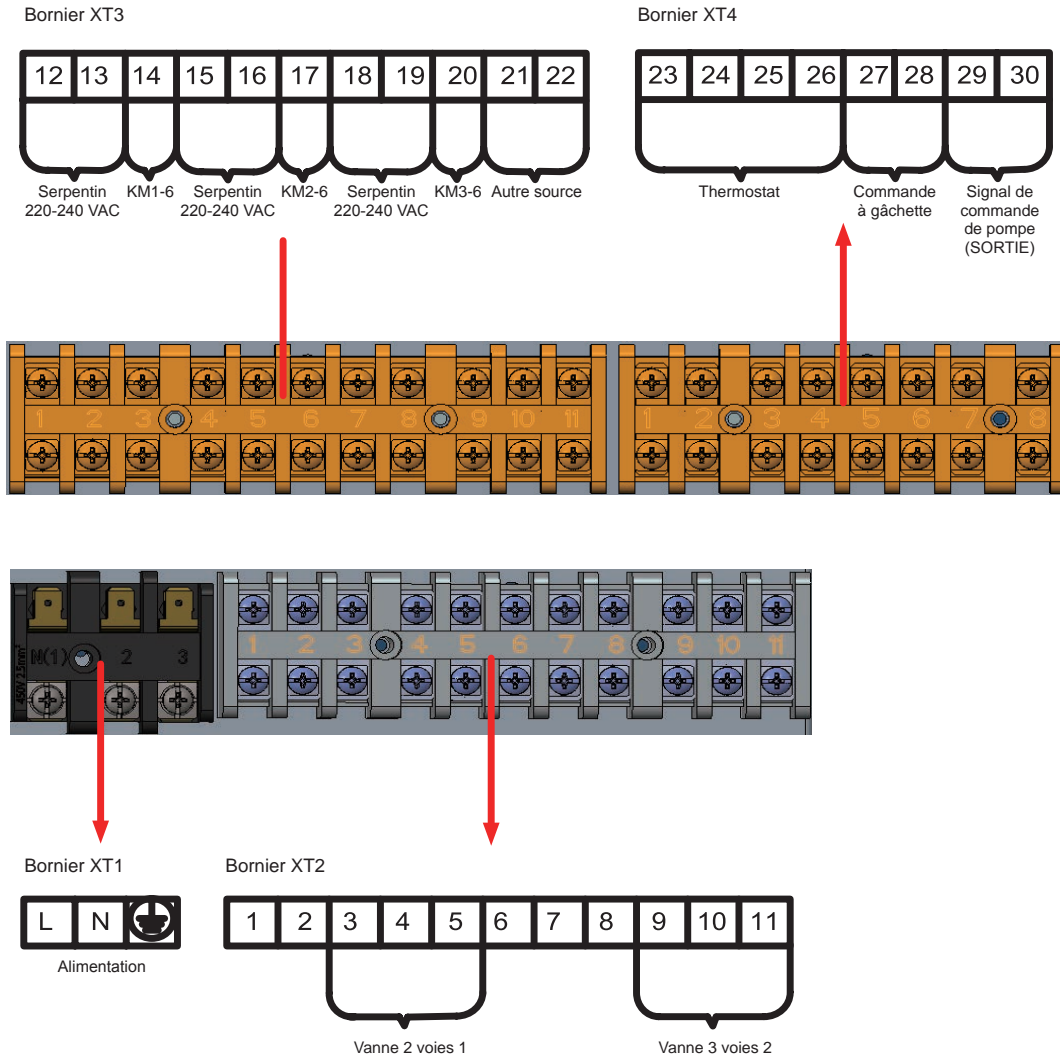 Bornier XT3
Bornier XT4
12 13 14 15 16 17 18 19 20 21 22
23 24 25 26 27 28 29 30
Serpentin
220-240 VAC
KM1-6
Serpentin
220-240 VAC
KM2-6
Serpentin
220-240 VAC
KM3-6
Autre source
Thermostat
Commande
à gâchette
Signal de
commande
de pompe
(SORTIE)
1 2 3 4 5 6 7 8 9 10 11
1 2 3 4 5 6 7 8
450V 2.5mm²
N(1) 2 3
1 2 3 4 5 6 7 8 9 10 11
Bornier XT1
Bornier XT2
L N
1 2 3 4 5 6 7 8 9 10 11
Alimentation
Vanne 2 voies 1
Vanne 3 voies 2